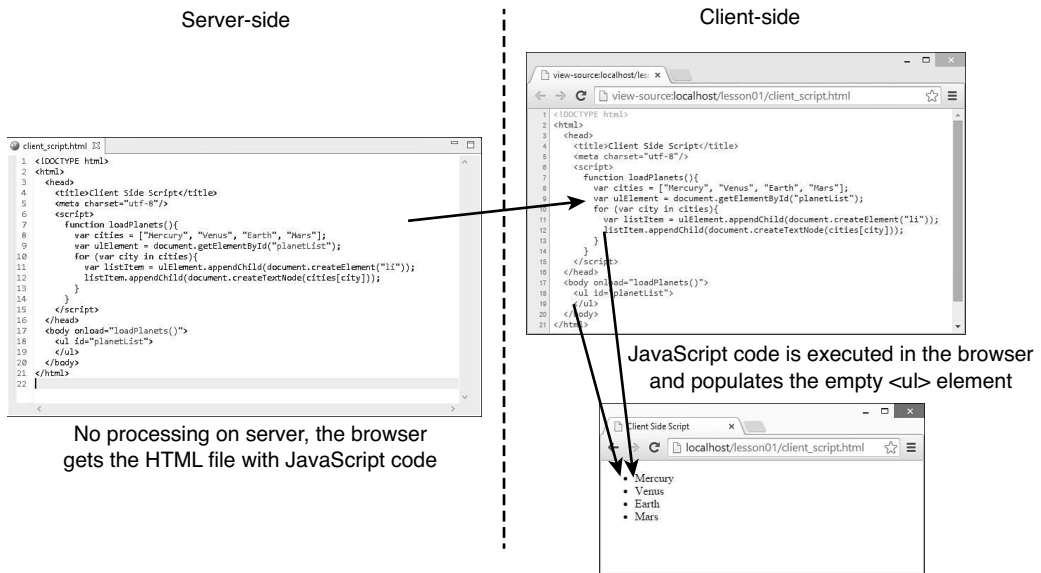 Server-side
client_script.html
1 <!DOCTYPE html>
2 <html>
3 <head>
4 <title>Client Side Script</title>
5 <meta charset="utf-8"/>
6 <script>
7 function loadPlanets(){
8 var cities = ["Mercury", "Venus", "Earth", "Mars"];
9 var ulElement = document.getElementById("planetList");
10 for (var city in cities){
11 var listItem = ulElement.appendChild(document.createElement("li"));
12 listItem.appendChild(document.createTextNode(cities[city]));
13 }
14 }
15 </script>
16 </head>
17 <body onload="loadPlanets()">
18 <ul id="planetList">
19 </ul>
20 </body>
21 </html>
22
No processing on server, the browser
gets the HTML file with JavaScript code
Client-side
view-source:localhost/les
view-source:localhost/lesson01/client_script.html
1 <!DOCTYPE html>
2 <html>
3 <head>
4 <title>Client Side Script</title>
5 <meta charset="utf-8"/>
6 <script>
7 function loadPlanets(){
8 var cities = ["Mercury", "Venus", "Earth", "Mars"];
9 var ulElement = document.getElementById("planetList");
10 for (var city in cities){
11 var listItem = ulElement.appendChild(document.createElement("li"));
12 listItem.appendChild(document.createTextNode(cities[city]));
13 }
14 }
15 </script>
16 </head>
17 <body onload="loadPlanets()">
18 <ul id="planetList">
19 </ul>
20 </body>
21 </html>
JavaScript code is executed in the browser
and populates the empty <ul> element
Client Side Script
localhost/lesson01/client_script.html
• Mercury
• Venus
• Earth
• Mars